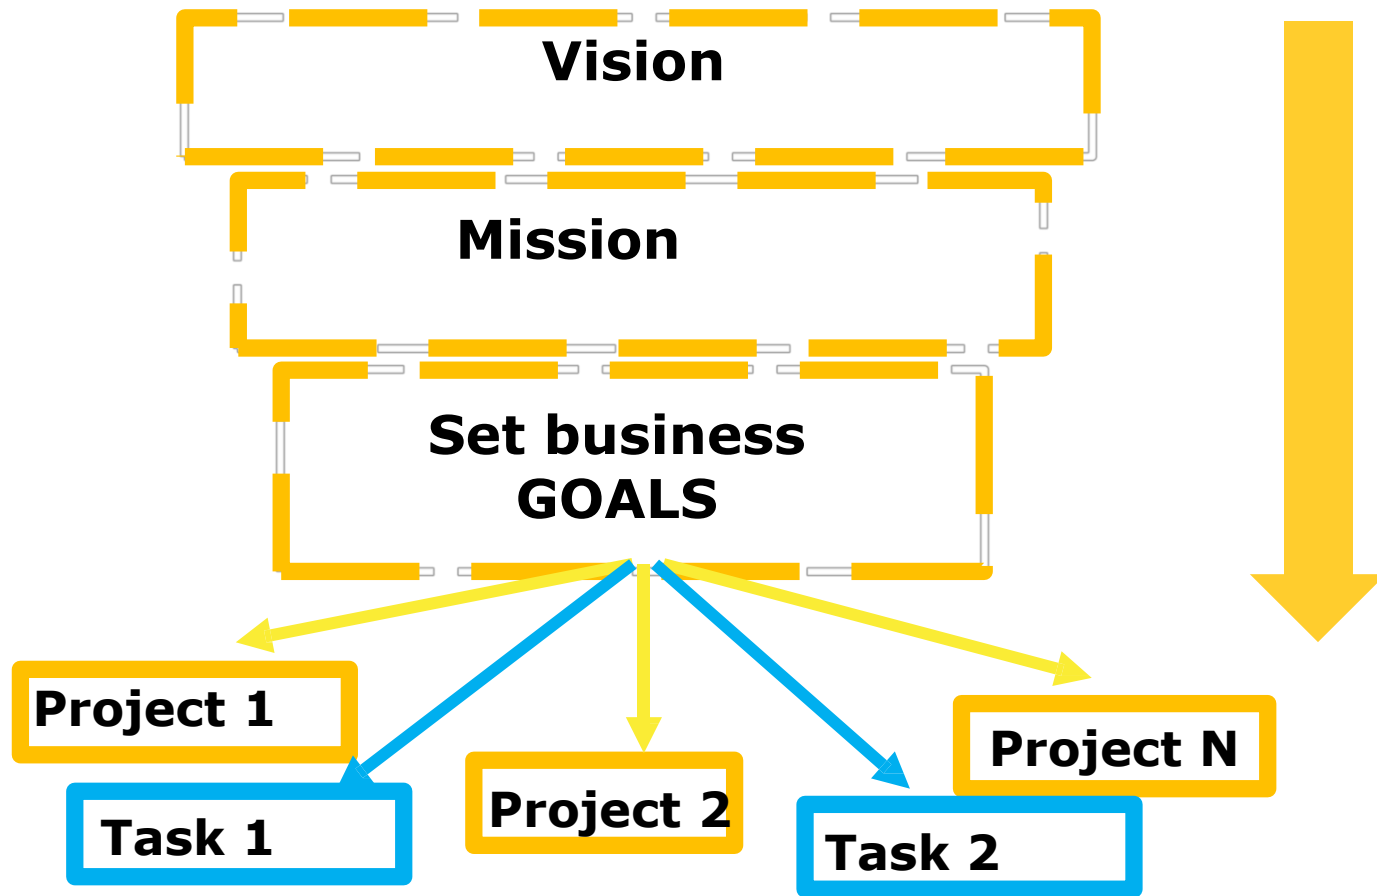 Vision
Mission
Set business
GOALS
Project 1
Project N
Project 2
Task 1
Task 2